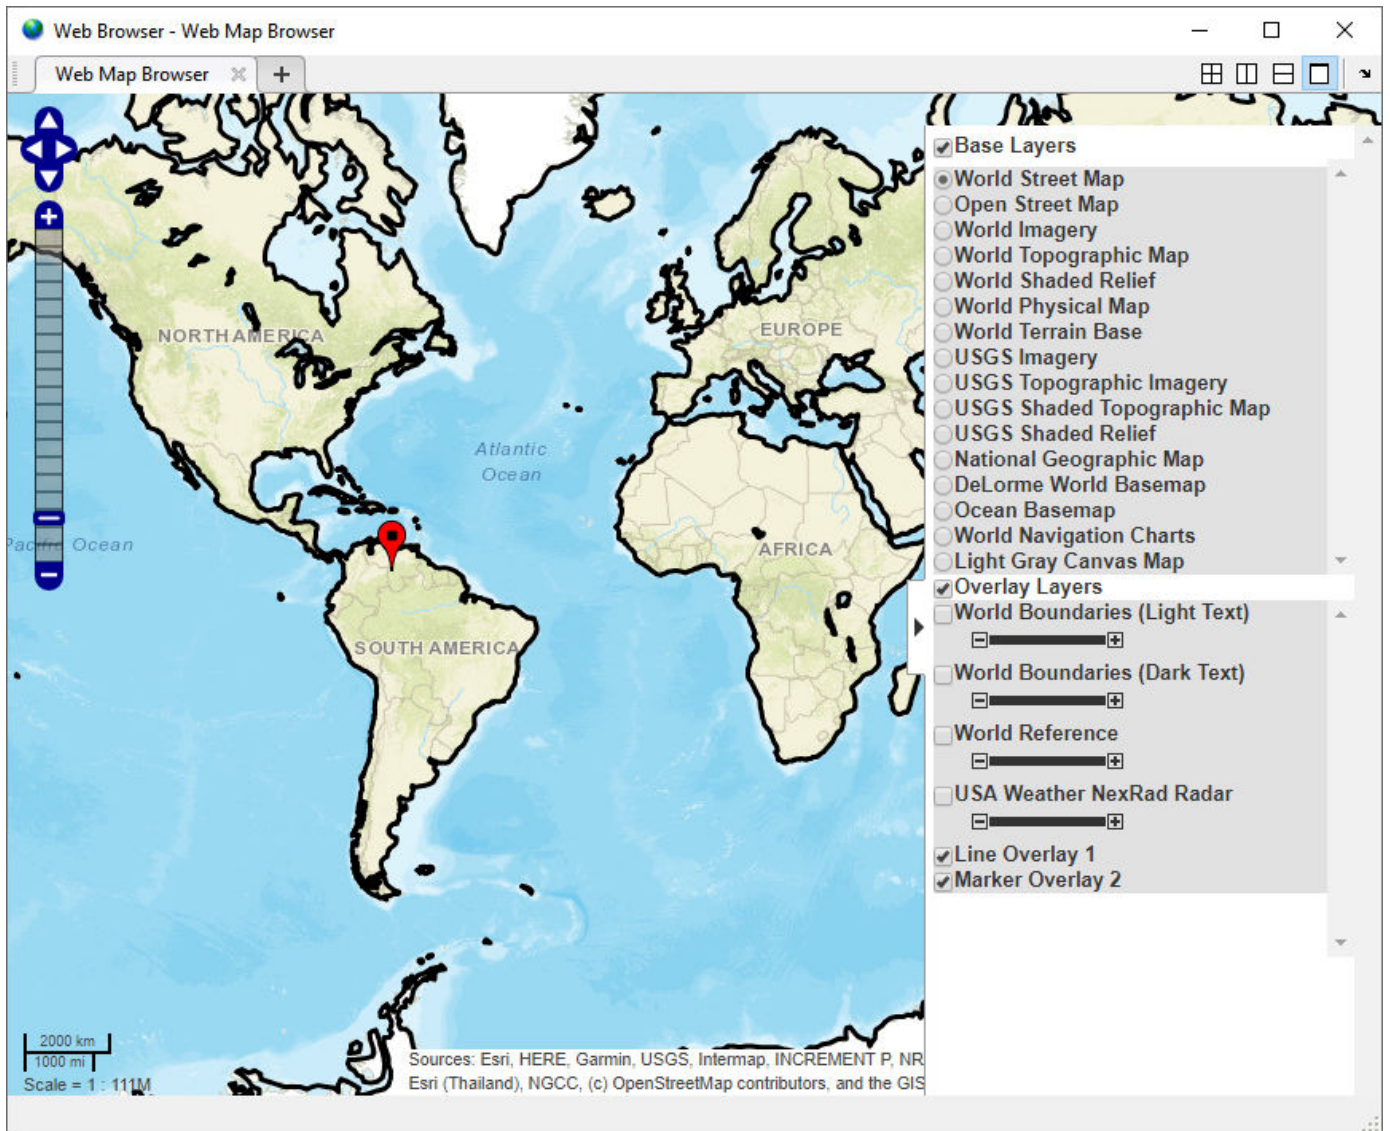 Web Browser - Web Map Browser
Web Map Browser
Base Layers
World Street Map
Open Street Map
World Imagery
World Topographic Map
World Shaded Relief
World Physical Map
World Terrain Base
USGS Imagery
USGS Topographic Imagery
USGS Shaded Topographic Map
USGS Shaded Relief
National Geographic Map
DeLorme World Basemap
Ocean Basemap
World Navigation Charts
Light Gray Canvas Map
Overlay Layers
World Boundaries (Light Text)
World Boundaries (Dark Text)
World Reference
USA Weather NexRad Radar
Line Overlay 1
Marker Overlay 2
NORTH AMERICA
EUROPE
Atlantic
Ocean
Pacific Ocean
AFRICA
SOUTH AMERICA
2000 km
1000 mi
Scale = 1 : 111M
Sources: Esri, HERE, Garmin, USGS, Intermap, INCREMENT P, NR
Esri (Thailand), NGCC, (c) OpenStreetMap contributors, and the GIS